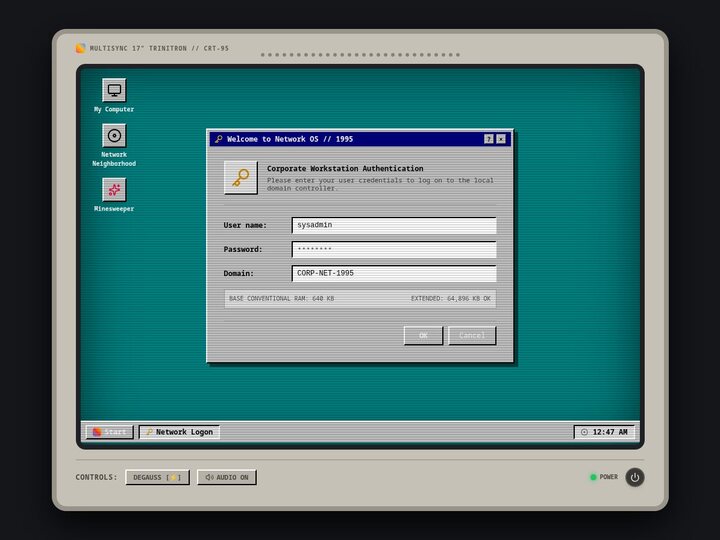 MULTISYNC 17" TRINITRON // CRT-95
My Computer
Network
Neighborhood
Minesweeper
Welcome to Network OS // 1995
?
×
Corporate Workstation Authentication
Please enter your user credentials to log on to the local
domain controller.
User name:
sysadmin
Password:
••••••••
Domain:
CORP-NET-1995
BASE CONVENTIONAL RAM: 640 KB
EXTENDED: 64,896 KB OK
OK
Cancel
Start
Network Logon
12:47 AM
CONTROLS:
DEGAUSS [⚡]
AUDIO ON
POWER